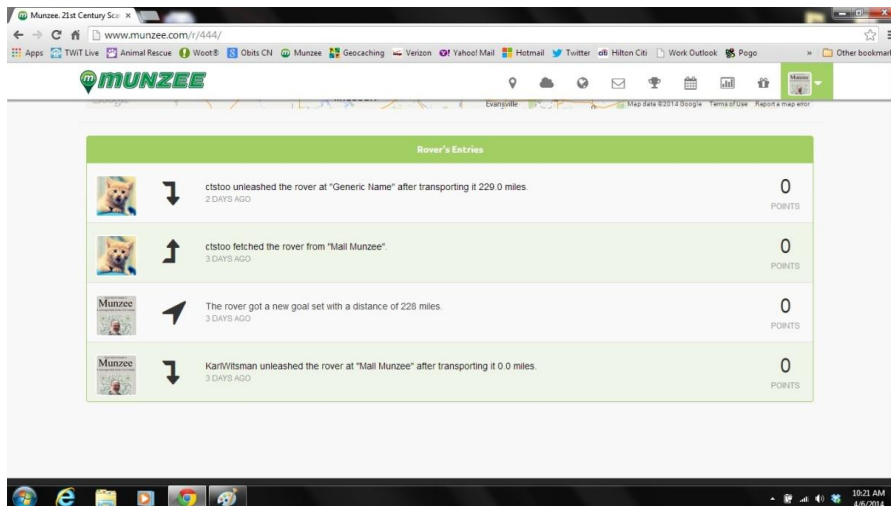 Munzee. 21st Century Sca
www.munzee.com/r/444/
Apps TWiT Live Animal Rescue Woot® Obits CN Munzee Geocaching Verizon Yahoo! Mail Hotmail Twitter Hilton Citi Work Outlook Pogo » Other bookmark
MUNZEE
Evansville Map data ©2014 Google Terms of Use Report a map error
Rover's Entries
ctstoo unleashed the rover at "Generic Name" after transporting it 229.0 miles.
2 DAYS AGO
0
POINTS
ctstoo fetched the rover from "Mall Munzee".
3 DAYS AGO
0
POINTS
Munzee
The rover got a new goal set with a distance of 228 miles.
3 DAYS AGO
0
POINTS
Munzee
KarlWitsman unleashed the rover at "Mall Munzee" after transporting it 0.0 miles.
3 DAYS AGO
0
POINTS
10:21 AM
4/6/2014